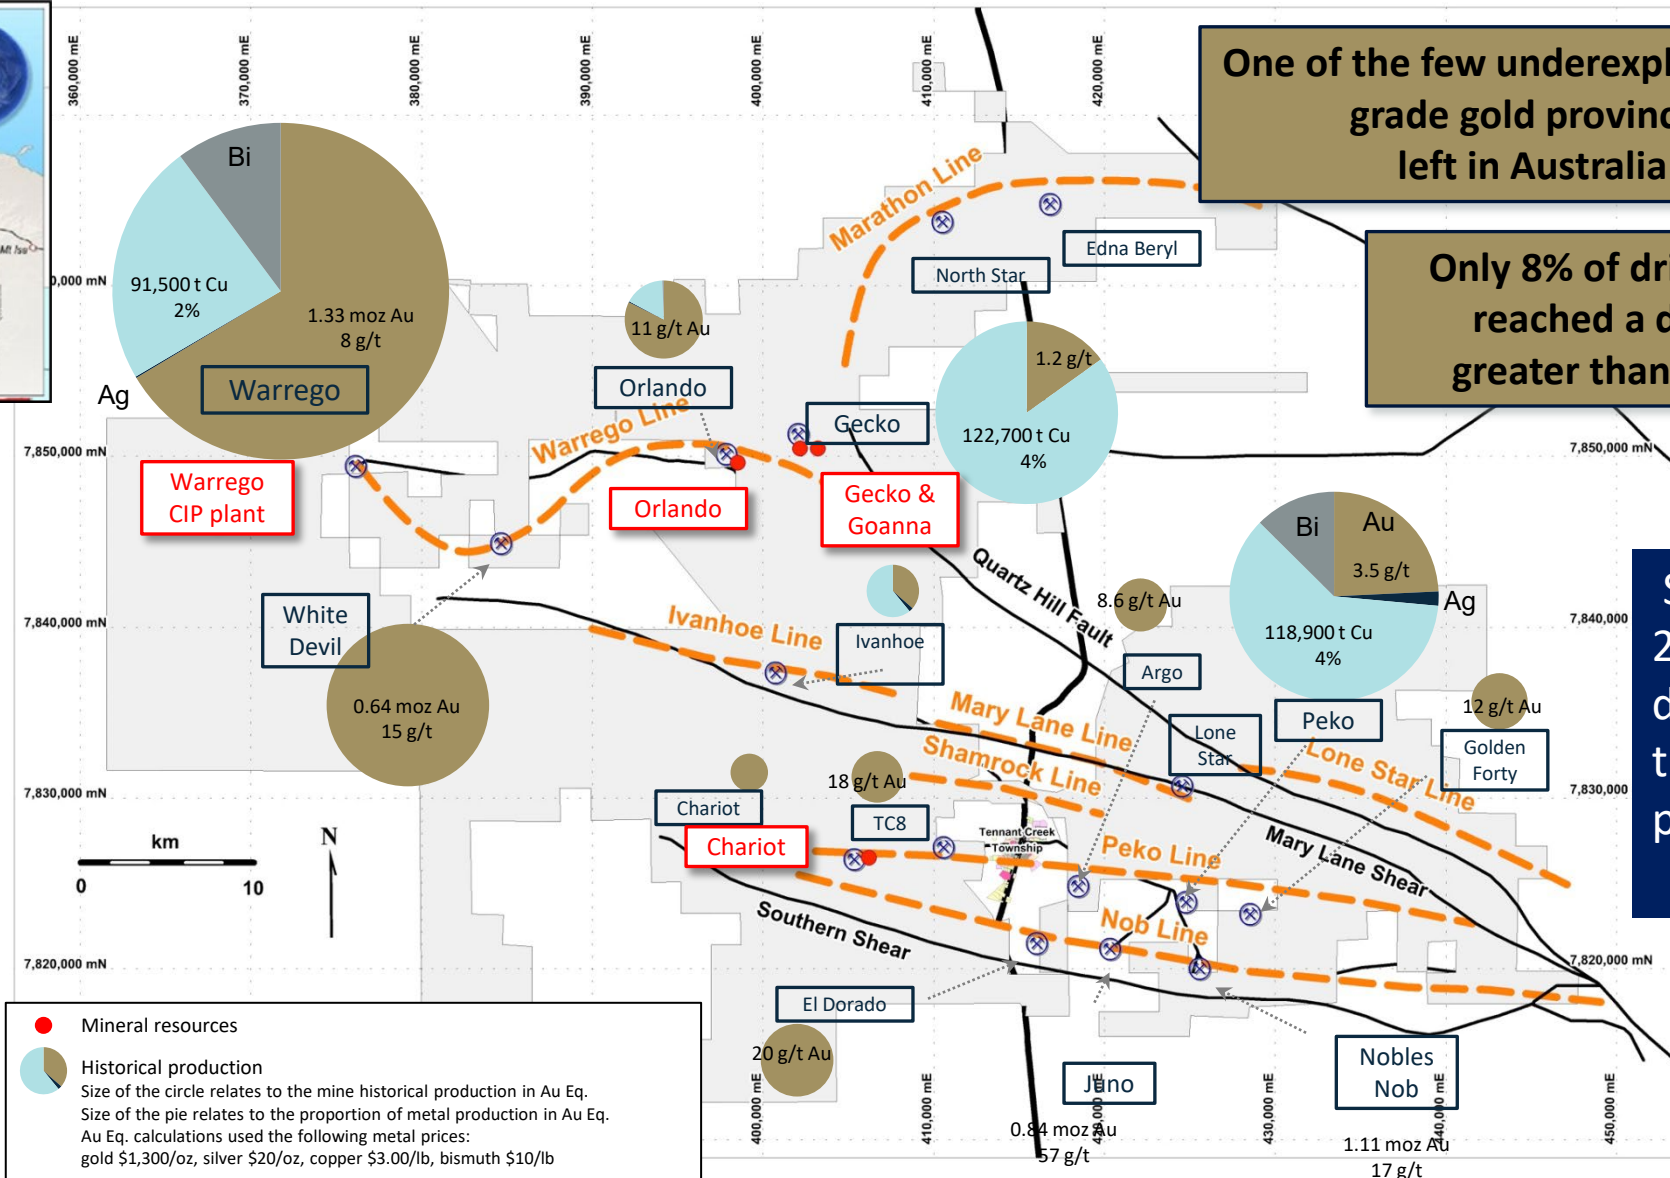 360,000 mE
370,000 mE
380,000 mE
390,000 mE
400,000 mE
410,000 mE
420,000 mE
One of the few underexpl
grade gold provinc
left in Australia
Only 8% of dri
reached a d
greater than
Mt Isa
0,000 mN
7,850,000 mN
7,840,000 mN
7,830,000 mN
7,820,000 mN
7,850,000 mN
7,840,000
7,830,000
7,820,000 mN
Bi
91,500 t Cu
2%
1.33 moz Au
8 g/t
Ag
Warrego
Warrego
CIP plant
Warrego Line
11 g/t Au
Orlando
Orlando
Marathon Line
North Star
Edna Beryl
Gecko
Gecko &
Goanna
1.2 g/t
122,700 t Cu
4%
White
Devil
0.64 moz Au
15 g/t
Ivanhoe Line
Ivanhoe
Quartz Hill Fault
8.6 g/t Au
Argo
Bi
Au
3.5 g/t
Ag
118,900 t Cu
4%
Peko
Lone
Star
12 g/t Au
Golden
Forty
Lone Star Line
Mary Lane Line
Shamrock Line
Mary Lane Shear
Chariot
Chariot
18 g/t Au
TC8
Tennant Creek
Township
Peko Line
Nob Line
Southern Shear
El Dorado
20 g/t Au
Juno
0.84 moz Au
57 g/t
Nobles
Nob
1.11 moz Au
17 g/t
S
2
d
t
p
km
0
10
N
Mineral resources
Historical production
Size of the circle relates to the mine historical production in Au Eq.
Size of the pie relates to the proportion of metal production in Au Eq.
Au Eq. calculations used the following metal prices:
gold $1,300/oz, silver $20/oz, copper $3.00/lb, bismuth $10/lb
400,000 mE
410,000 mE
420,000 mE
430,000 mE
440,000 mE
450,000 mE